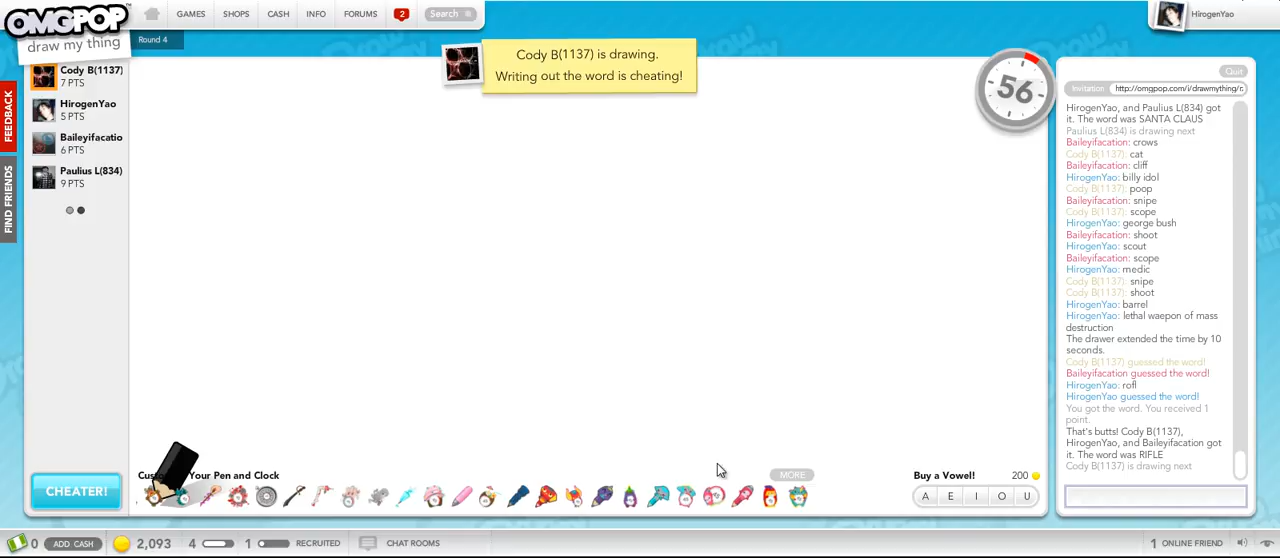 OMGPOP™
draw my thing
GAMES SHOPS CASH INFO FORUMS 2 Search
HirogenYao
Round 4
Cody B(1137) is drawing.
Writing out the word is cheating!
56
FEEDBACK
FIND FRIENDS
Cody B(1137)
7 PTS
HirogenYao
5 PTS
Baileyifacatio
6 PTS
Paulius L(834)
9 PTS
CHEATER!
Your Pen and Clock
MORE
Buy a Vowel! 200
A E I O U
Quit
Invitation http://omgpop.com/i/drawmything/
HirogenYao, and Paulius L(834) got
it. The word was SANTA CLAUS
Paulius L(834) is drawing next
Baileyifacation: crows
Cody B(1137): cat
Baileyifacation: cliff
HirogenYao: billy idol
Cody B(1137): poop
Baileyifacation: snipe
Cody B(1137): scope
HirogenYao: george bush
Baileyifacation: shoot
HirogenYao: scout
Baileyifacation: scope
HirogenYao: medic
Cody B(1137): snipe
Cody B(1137): shoot
HirogenYao: barrel
HirogenYao: lethal waepon of mass
destruction
The drawer extended the time by 10
seconds.
Cody B(1137) guessed the word!
Baileyifacation guessed the word!
HirogenYao: rofl
HirogenYao guessed the word!
You got the word. You received 1
point.
That's butts! Cody B(1137),
HirogenYao, and Baileyifacation got
it. The word was RIFLE
Cody B(1137) is drawing next
0 ADD CASH 2,093 4 1 RECRUITED CHAT ROOMS 1 ONLINE FRIEND